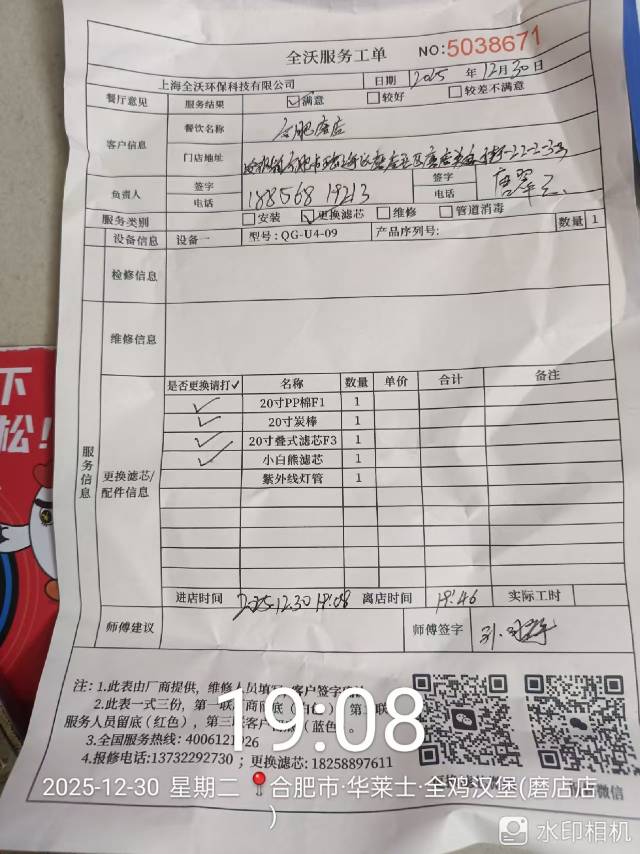 全沃服务工单 NO:5038671
上海全沃环保科技有限公司 日期 2025 年 12月 30日
餐厅意见 服务结果 ☑满意 □较好 □较差不满意
客户信息 餐饮名称 合肥磨店
门店地址
负责人 签字 签字
电话 188568 19213 电话
服务类别 □安装 ☑更换滤芯 □维修 □管道消毒
设备信息 设备一 型号: QG-U4-09 产品序列号: 数量 1
检修信息
维修信息
服务信息
更换滤芯/配件信息
是否更换请打✓ 名称 数量 单价 合计 备注
✓ 20寸PP棉F1 1
✓ 20寸炭棒 1
✓ 20寸叠式滤芯F3 1
✓ 小白熊滤芯 1
紫外线灯管 1
进店时间 2025.12.30 19:08 离店时间 19:46 实际工时
师傅建议 师傅签字
注: 1.此表由厂商提供, 维修人员填写, 客户签字
2.此表一式三份, 第一联
服务人员留底(红色), 第三联客户 蓝色
3.全国服务热线: 4006121926
4.报修电话:13732292730 ; 更换滤芯: 18258897611
19:08
2025-12-30 星期二 合肥市·华莱士·全鸡汉堡(磨店店
)
水印相机
下
松!